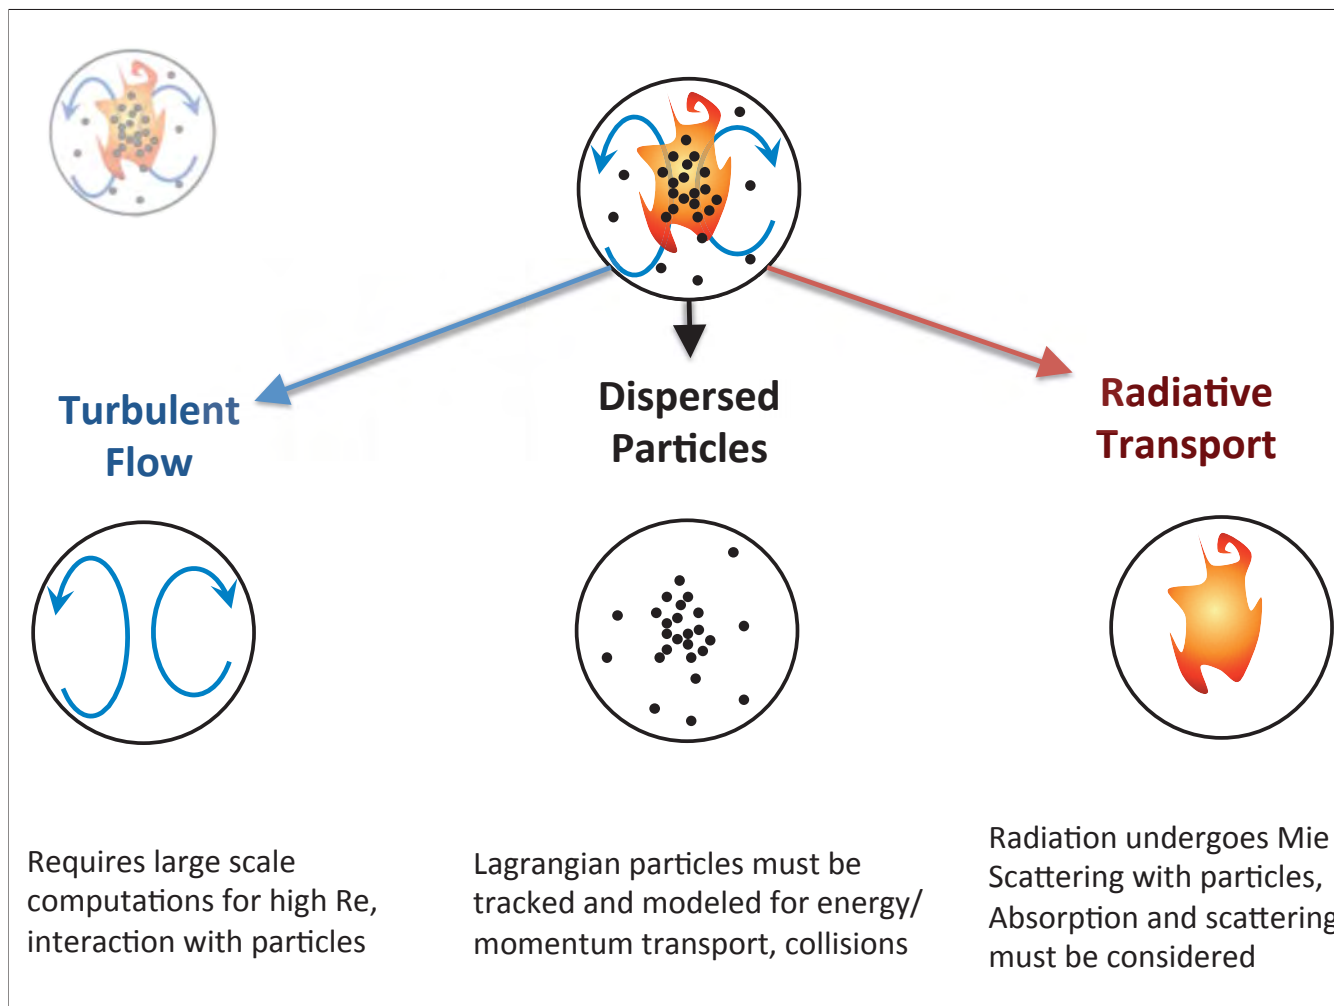 Turbulent
Flow
Dispersed
Particles
Radiative
Transport
Requires large scale
computations for high Re,
interaction with particles
Lagrangian particles must be
tracked and modeled for energy/
momentum transport, collisions
Radiation undergoes Mie
Scattering with particles,
Absorption and scattering
must be considered